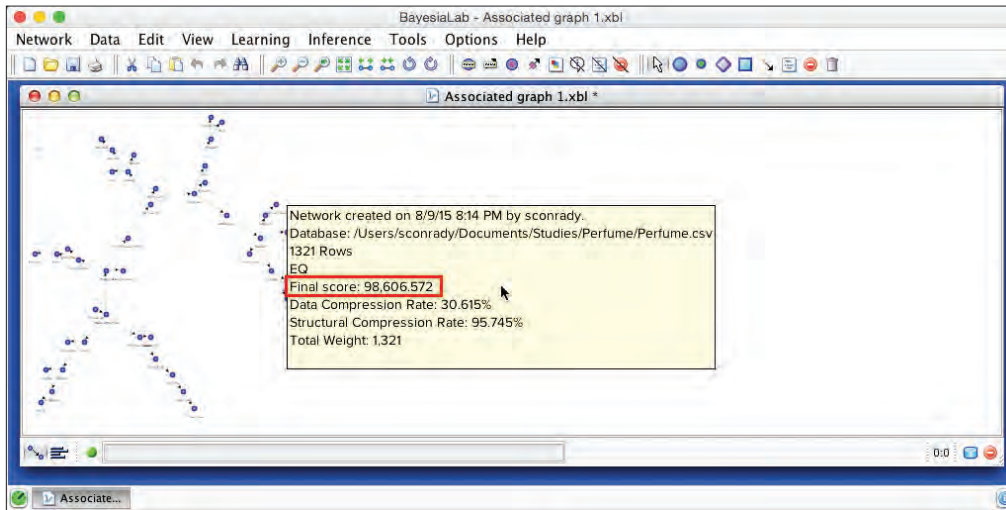 BayesiaLab - Associated graph 1.xbl
Network Data Edit View Learning Inference Tools Options Help
Associated graph 1.xbl *
Network created on 8/9/15 8:14 PM by sconrady.
Database: /Users/sconrady/Documents/Studies/Perfume/Perfume.csv
1321 Rows
EQ
Final score: 98,606.572
Data Compression Rate: 30.615%
Structural Compression Rate: 95.745%
Total Weight: 1,321
0:0
Associate...